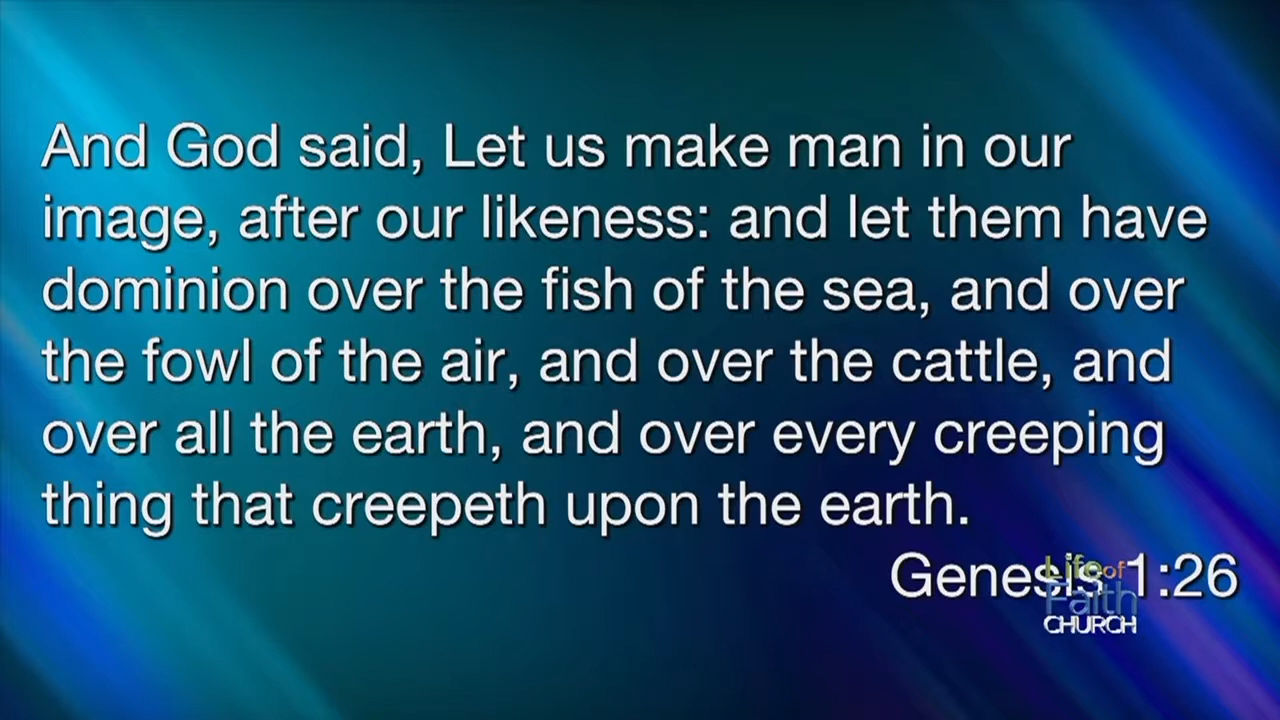 And God said, Let us make man in our
image, after our likeness: and let them have
dominion over the fish of the sea, and over
the fowl of the air, and over the cattle, and
over all the earth, and over every creeping
thing that creepeth upon the earth.
Genesis 1:26
Life of
Faith
CHURCH